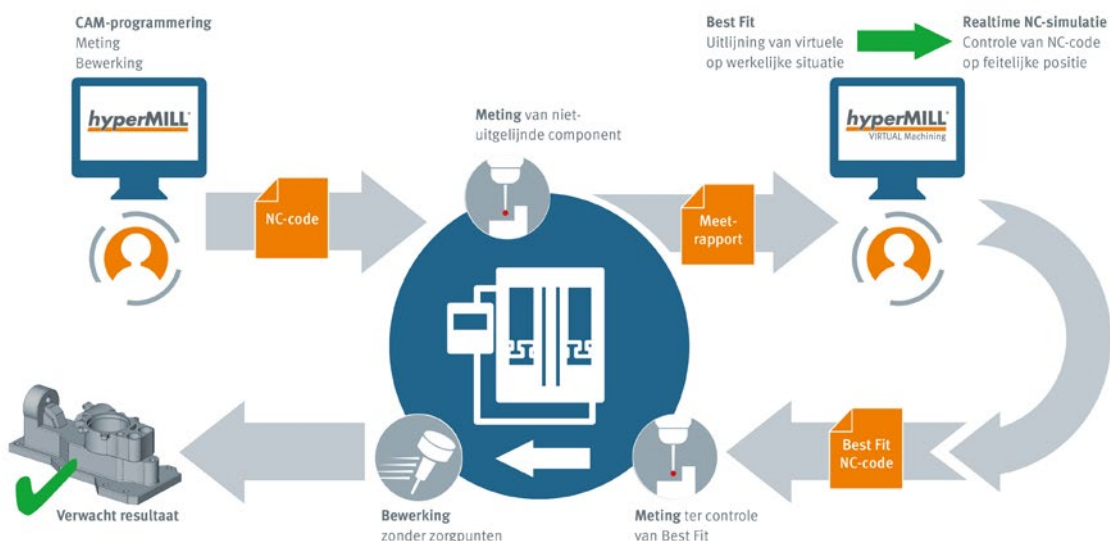 CAM-programmering
Meting
Bewerking
hyperMILL®
NC-code
Meting van niet-
uitgelijnde component
Meet-
rapport
Best Fit
Uitlijning van virtuele
op werkelijke situatie
Realtime NC-simulatie
Controle van NC-code
op feitelijke positie
hyperMILL®
VIRTUAL Machining
Best Fit
NC-code
Meting ter controle
van Best Fit
Bewerking
zonder zorgpunten
Verwacht resultaat